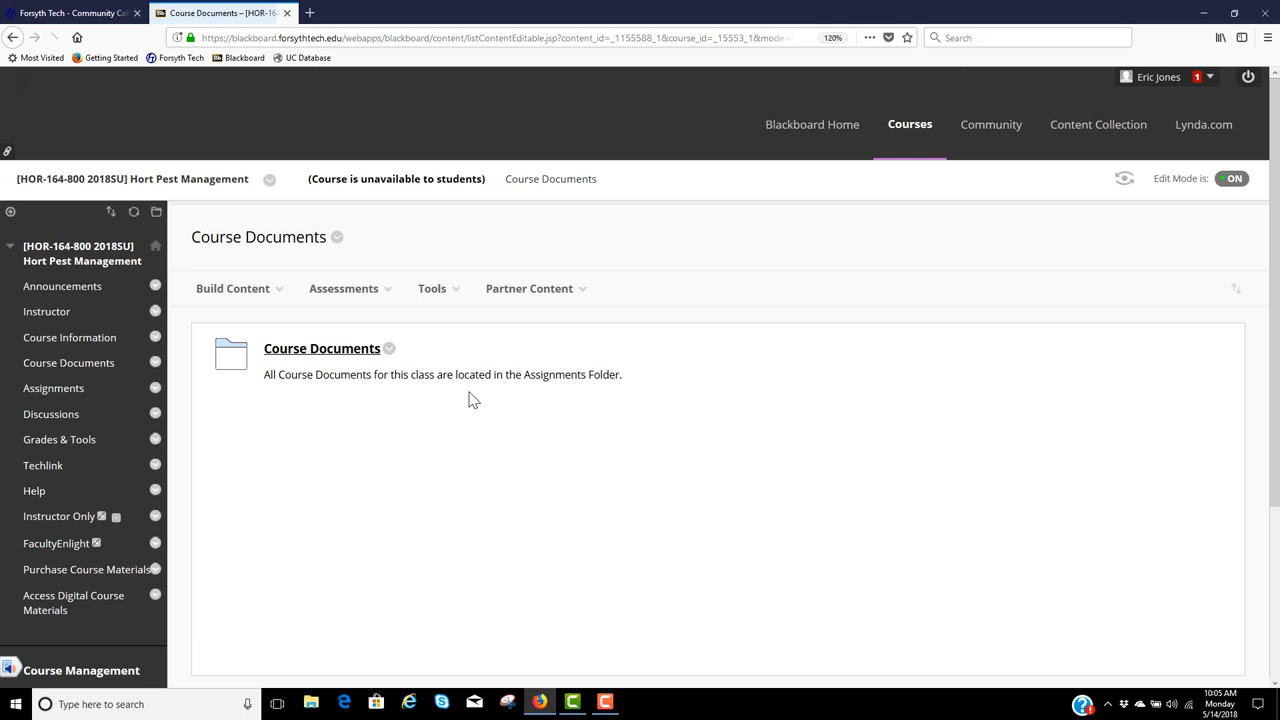 Forsyth Tech - Community Col
Course Documents – [HOR-164-
https://blackboard.forsythtech.edu/webapps/blackboard/content/listContentEditable.jsp?content_id=_1155588_1&course_id=_15553_1&mode=
120%
Search
Most Visited
Getting Started
Forsyth Tech
Blackboard
UC Database
Eric Jones
1
Blackboard Home
Courses
Community
Content Collection
Lynda.com
[HOR-164-800 2018SU] Hort Pest Management
(Course is unavailable to students)
Course Documents
Edit Mode is:
ON
[HOR-164-800 2018SU]
Hort Pest Management
Announcements
Instructor
Course Information
Course Documents
Assignments
Discussions
Grades & Tools
Techlink
Help
Instructor Only
FacultyEnlight
Purchase Course Materials
Access Digital Course
Materials
Course Management
Course Documents
Build Content
Assessments
Tools
Partner Content
Course Documents
All Course Documents for this class are located in the Assignments Folder.
Type here to search
10:05 AM
Monday
5/14/2018